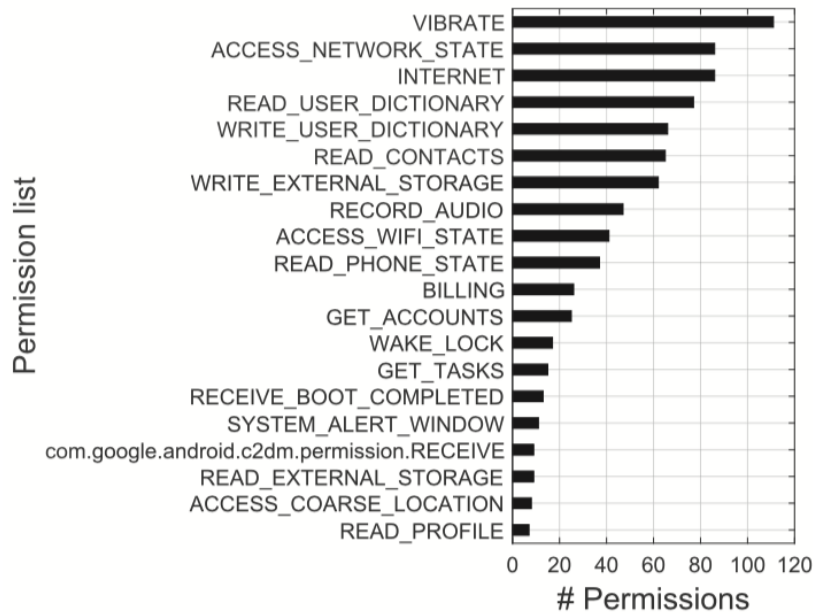 Permission list
VIBRATE
ACCESS_NETWORK_STATE
INTERNET
READ_USER_DICTIONARY
WRITE_USER_DICTIONARY
READ_CONTACTS
WRITE_EXTERNAL_STORAGE
RECORD_AUDIO
ACCESS_WIFI_STATE
READ_PHONE_STATE
BILLING
GET_ACCOUNTS
WAKE_LOCK
GET_TASKS
RECEIVE_BOOT_COMPLETED
SYSTEM_ALERT_WINDOW
com.google.android.c2dm.permission.RECEIVE
READ_EXTERNAL_STORAGE
ACCESS_COARSE_LOCATION
READ_PROFILE
0 20 40 60 80 100 120
# Permissions